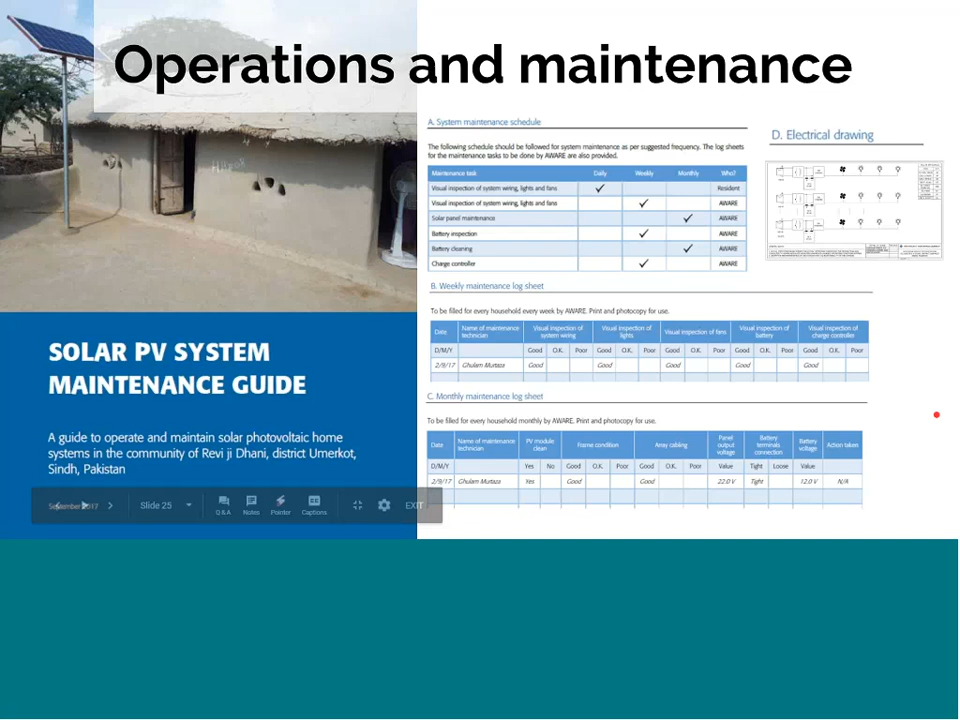 Operations and maintenance
SOLAR PV SYSTEM
MAINTENANCE GUIDE
A guide to operate and maintain solar photovoltaic home
systems in the community of Revi ji Dhani, district Umerkot,
Sindh, Pakistan
September 2017
Slide 25
Q&A Notes Pointer Captions EXIT
A. System maintenance schedule
The following schedule should be followed for system maintenance as per suggested frequency. The log sheets
for the maintenance tasks to be done by AWARE are also provided.
Maintenance task Daily Weekly Monthly Who?
Visual inspection of system wiring, lights and fans ✓ Resident
Visual inspection of system wiring, lights and fans ✓ AWARE
Solar panel maintenance ✓ AWARE
Battery inspection ✓ AWARE
Battery cleaning ✓ AWARE
Charge controller ✓ AWARE
D. Electrical drawing
B. Weekly maintenance log sheet
To be filled for every household every week by AWARE. Print and photocopy for use.
Date Name of maintenance technician Visual inspection of system wiring Visual inspection of lights Visual inspection of fans Visual inspection of battery Visual inspection of charge controller
D/M/Y Good O.K. Poor Good O.K. Poor Good O.K. Poor Good O.K. Poor Good O.K. Poor
2/9/17 Ghulam Murtaza Good Good Good Good Good
C. Monthly maintenance log sheet
To be filled for every household monthly by AWARE. Print and photocopy for use.
Date Name of maintenance technician PV module clean Frame condition Array cabling Panel output voltage Battery terminals connection Battery voltage Action taken
D/M/Y Yes No Good O.K. Poor Good O.K. Poor Value Tight Loose Value
2/9/17 Ghulam Murtaza Yes Good Good 22.0 V Tight 12.0 V N/A